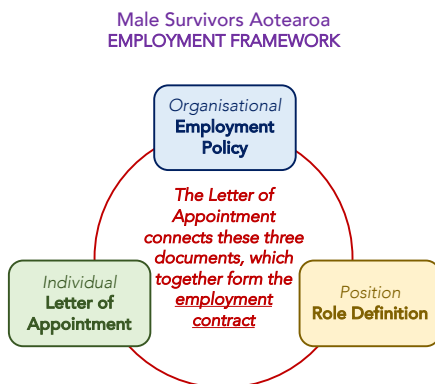 Male Survivors Aotearoa
EMPLOYMENT FRAMEWORK
Organisational
Employment
Policy
The Letter of
Appointment
connects these three
documents, which
together form the
employment
contract
Individual
Letter of
Appointment
Position
Role Definition